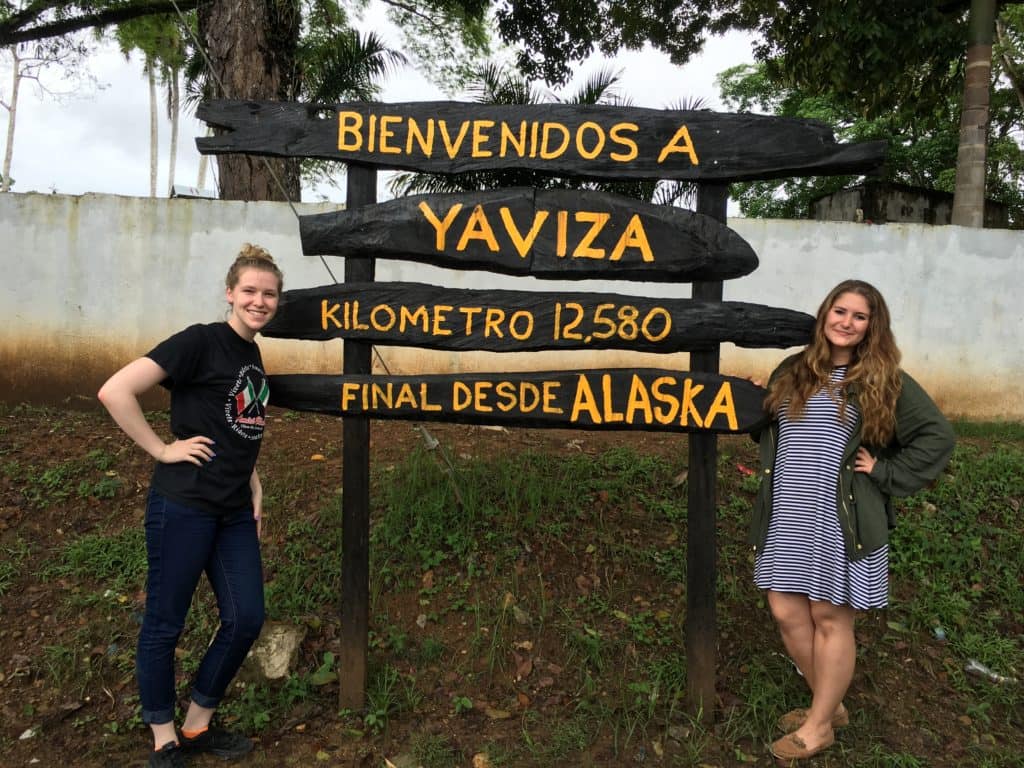 BIENVENIDOS A
YAVIZA
KILOMETRO 12,580
FINAL DESDE ALASKA